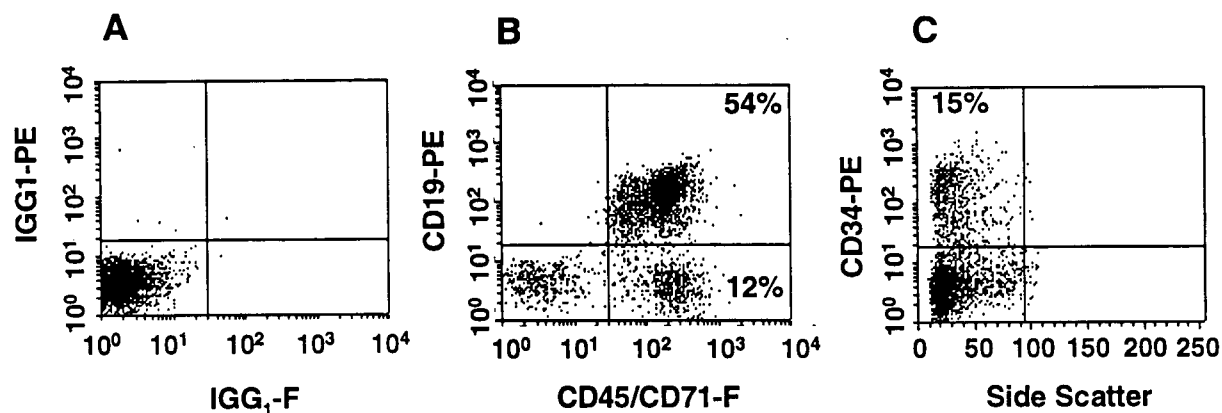 A
IGG1-PE
10⁴
10³
10²
10¹
10⁰
10⁰ 10¹ 10² 10³ 10⁴
IGG₁-F
B
CD19-PE
10⁴
10³
10²
10¹
10⁰
54%
12%
10⁰ 10¹ 10² 10³ 10⁴
CD45/CD71-F
C
CD34-PE
10⁴
10³
10²
10¹
10⁰
15%
0 50 100 150 200 250
Side Scatter